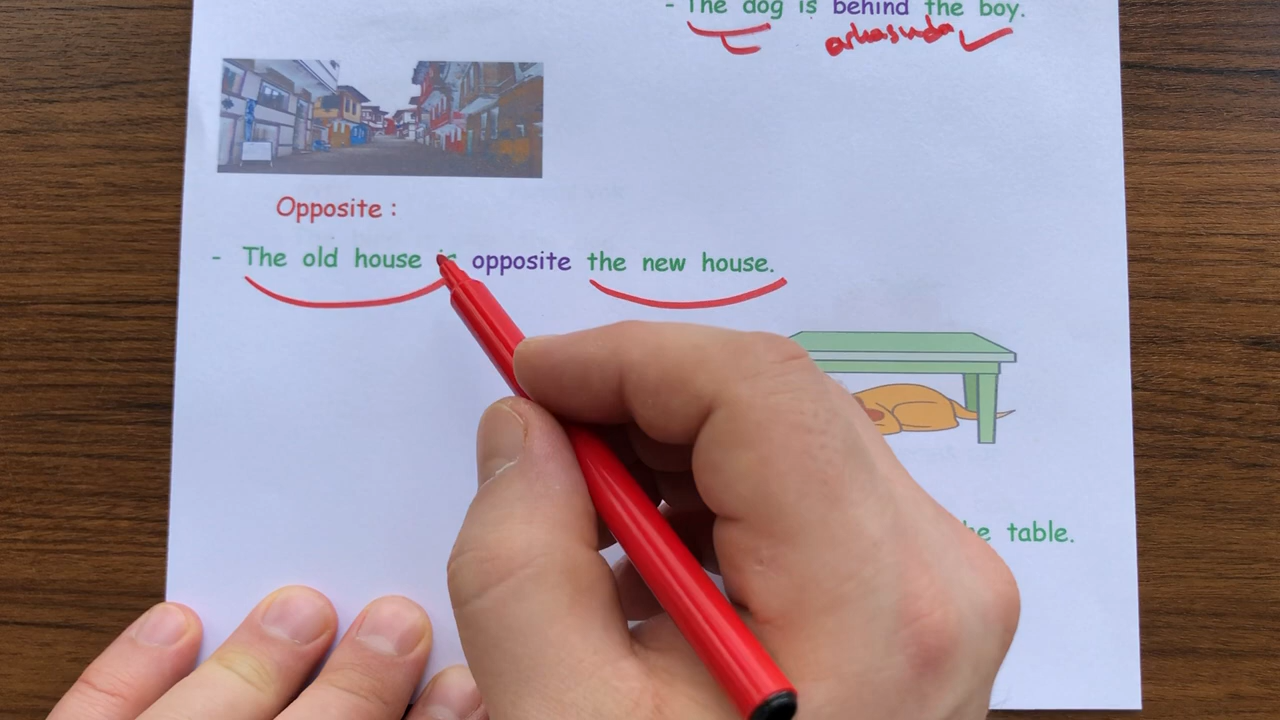 - The dog is behind the boy.
arkasında
Opposite :
- The old house is opposite the new house.
the table.